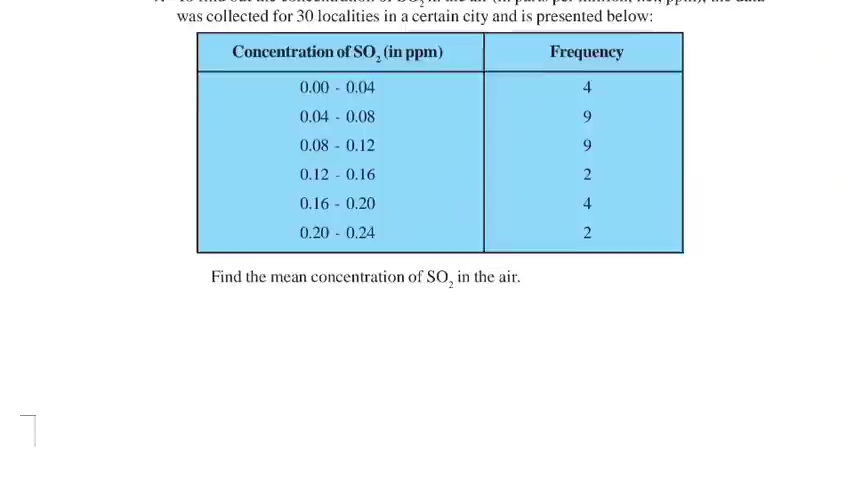 was collected for 30 localities in a certain city and is presented below:
Concentration of SO2 (in ppm) Frequency
0.00 - 0.04 4
0.04 - 0.08 9
0.08 - 0.12 9
0.12 - 0.16 2
0.16 - 0.20 4
0.20 - 0.24 2
Find the mean concentration of SO2 in the air.